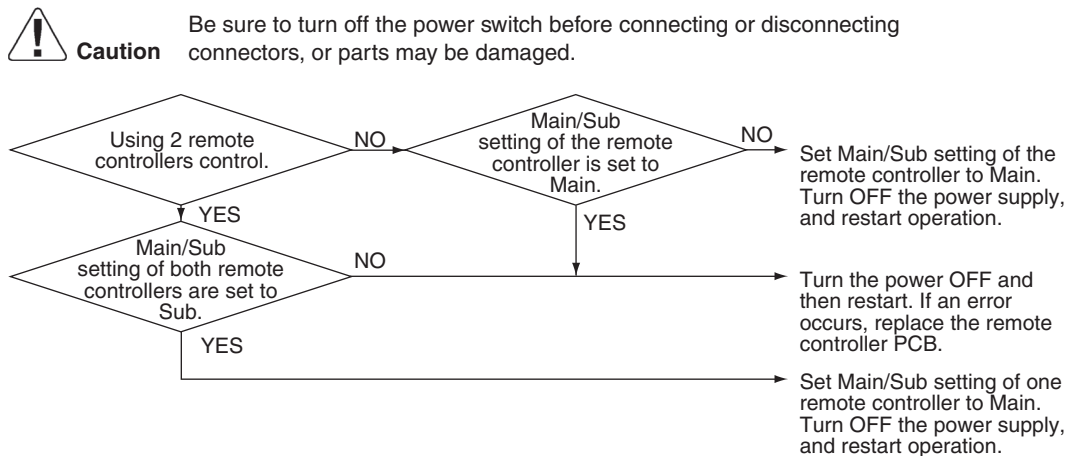 Be sure to turn off the power switch before connecting or disconnecting
Caution connectors, or parts may be damaged.
Using 2 remote
controllers control.
NO
Main/Sub
setting of the remote
controller is set to
Main.
NO
Set Main/Sub setting of the
remote controller to Main.
Turn OFF the power supply,
and restart operation.
YES
YES
Main/Sub
setting of both remote
controllers are set to
Sub.
NO
Turn the power OFF and
then restart. If an error
occurs, replace the remote
controller PCB.
YES
Set Main/Sub setting of one
remote controller to Main.
Turn OFF the power supply,
and restart operation.